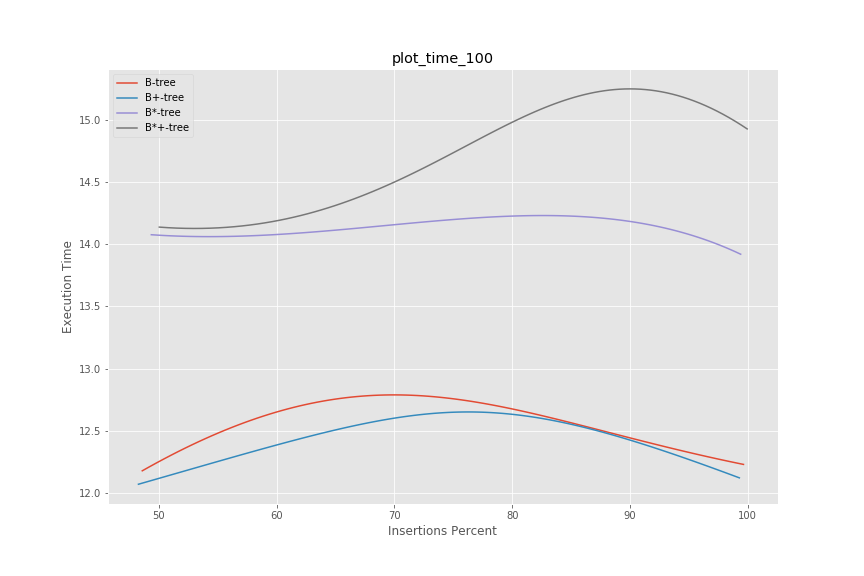 plot_time_100
B-tree
B+-tree
B*-tree
B*+-tree
15.0
14.5
14.0
13.5
13.0
12.5
12.0
Execution Time
50 60 70 80 90 100
Insertions Percent